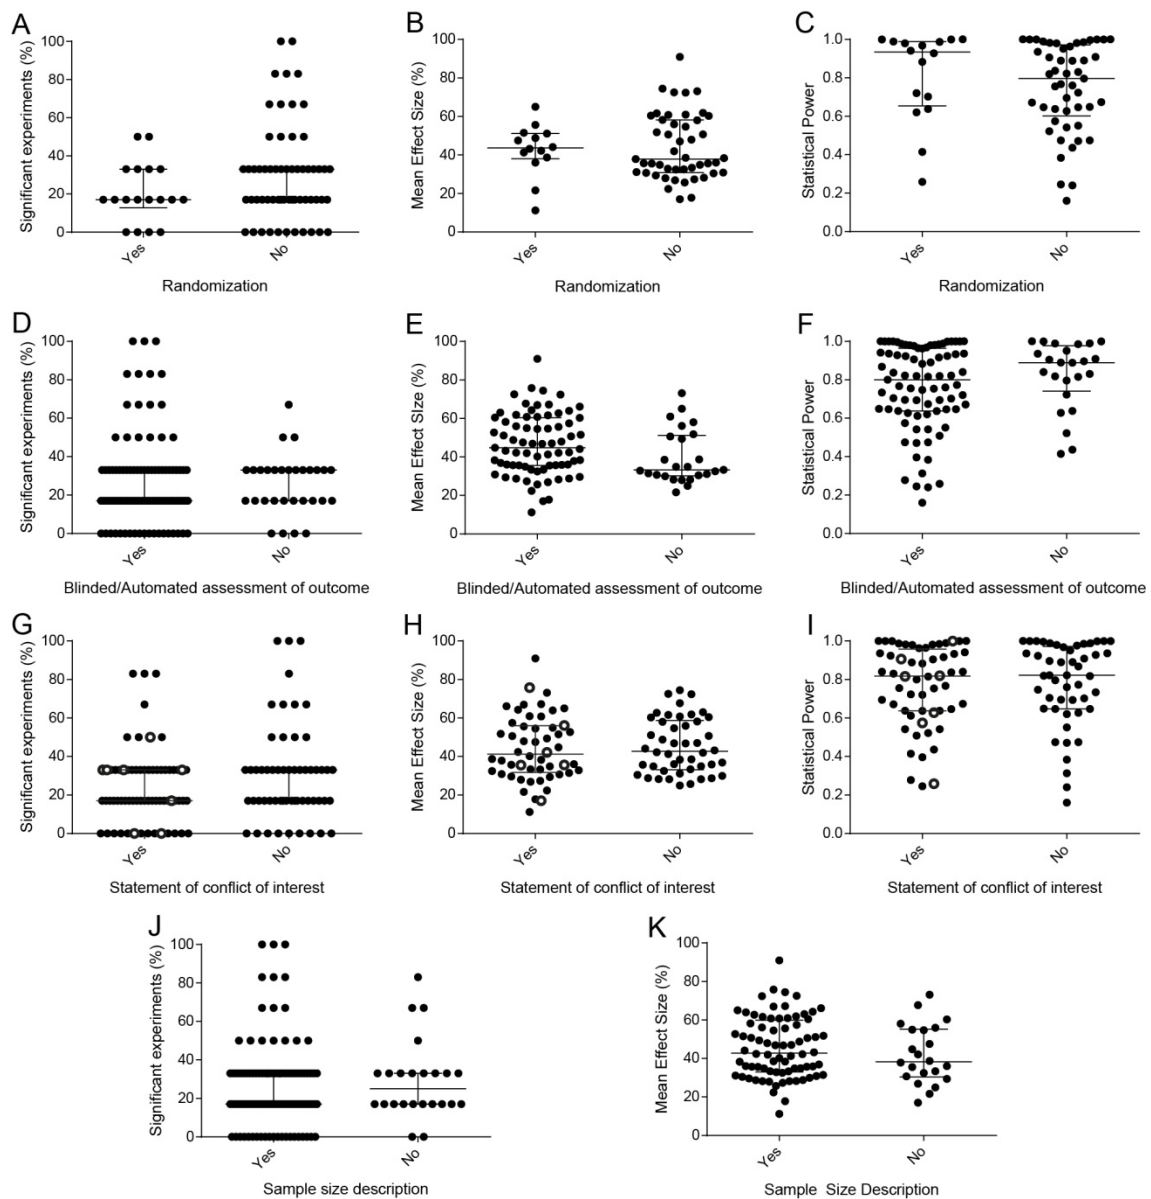 A
Significant experiments (%)
100
80
60
40
20
0
Yes
No
Randomization
B
Mean Effect Size (%)
100
80
60
40
20
0
Yes
No
Randomization
C
Statistical Power
1.0
0.8
0.6
0.4
0.2
0.0
Yes
No
Randomization
D
Significant experiments (%)
100
80
60
40
20
0
Yes
No
Blinded/Automated assessment of outcome
E
Mean Effect SIze (%)
100
80
60
40
20
0
Yes
No
Blinded/Automated assessment of outcome
F
Statistical Power
1.0
0.8
0.6
0.4
0.2
0.0
Yes
No
Blinded/Automated assessment of outcome
G
Significant experiments (%)
100
80
60
40
20
0
Yes
No
Statement of conflict of interest
H
Mean Effect Size (%)
100
80
60
40
20
0
Yes
No
Statement of conflict of interest
I
Statistical Power
1.0
0.8
0.6
0.4
0.2
0.0
Yes
No
Statement of conflict of interest
J
Significant experiments (%)
100
80
60
40
20
0
Yes
No
Sample size description
K
Mean Effect Size (%)
100
80
60
40
20
0
Yes
No
Sample Size Description